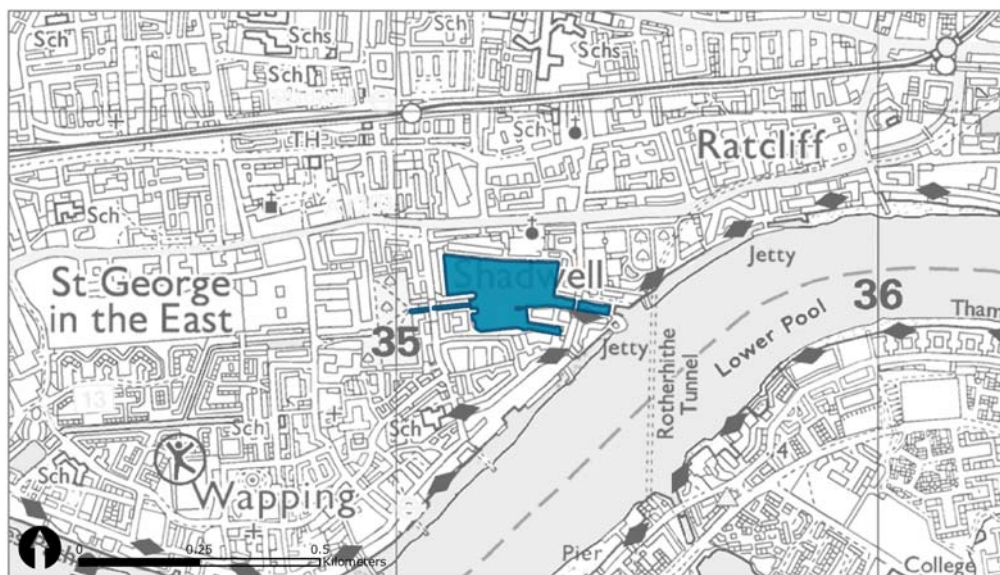 Sch
Schs
Sch
Schs
TH
Sch
Ratcliff
Sch
Shadwell
Jetty
St George
in the East
36
35
Jetty
Lower Pool
Tham
Rotherhithe
Tunnel
13
Sch
Sch
Sch
4
Wapping
0
0.25
0.5
Kilometers
Pier
College